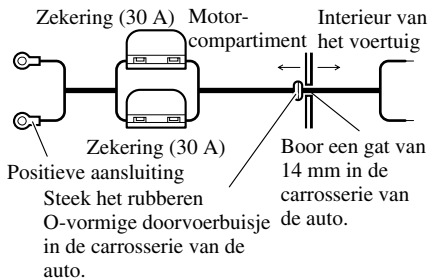 Zekering (30 A)
Motor-
compartiment
Interieur van
het voertuig
Zekering (30 A)
Positieve aansluiting
Steek het rubberen
O-vormige doorvoerbuisje
in de carrosserie van de
auto.
Boor een gat van
14 mm in de
carrosserie van
de auto.